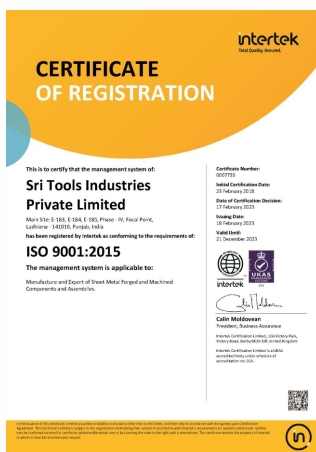 intertek
Total Quality. Assured.
CERTIFICATE
OF REGISTRATION
This is to certify that the management system of:
Sri Tools Industries
Private Limited
Main Site: E-183, E-184, E-185, Phase - IV, Focal Point,
Ludhiana - 141010, Punjab, India
has been registered by Intertek as conforming to the requirements of:
ISO 9001:2015
The management system is applicable to:
Manufacture and Export of Sheet Metal Forged and Machined
Components and Assemblies.
Certificate Number:
0007735
Initial Certification Date:
23 February 2018
Date of Certification Decision:
17 February 2023
Issuing Date:
18 February 2023
Valid Until:
21 December 2023
intertek
UKAS
Calin Moldovean
President, Business Assurance
Intertek Certification Limited, 10A Victory Park,
Victory Road, Derby DE24 8ZF, United Kingdom.
Intertek Certification Limited is a UKAS
accredited body under schedule of
accreditation no. 014.
in